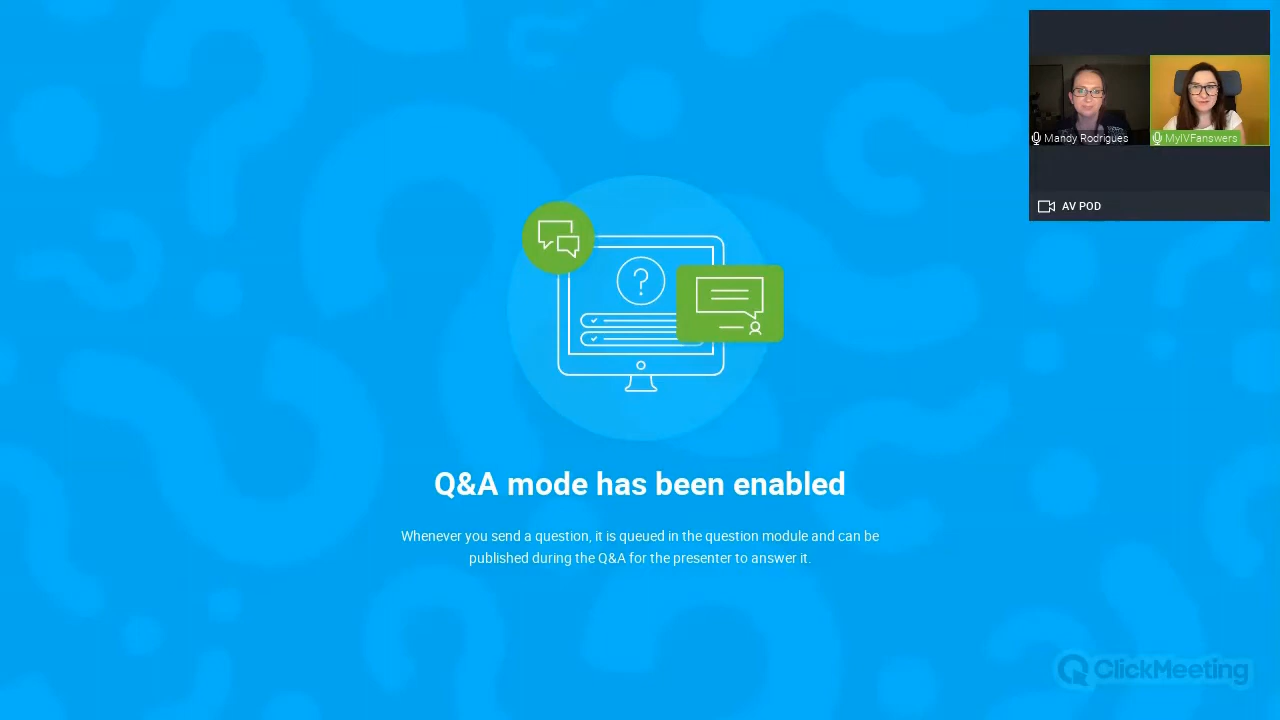 Mandy Rodrigues
MyIVFanswers
AV POD
Q&A mode has been enabled
Whenever you send a question, it is queued in the question module and can be
published during the Q&A for the presenter to answer it.
ClickMeeting